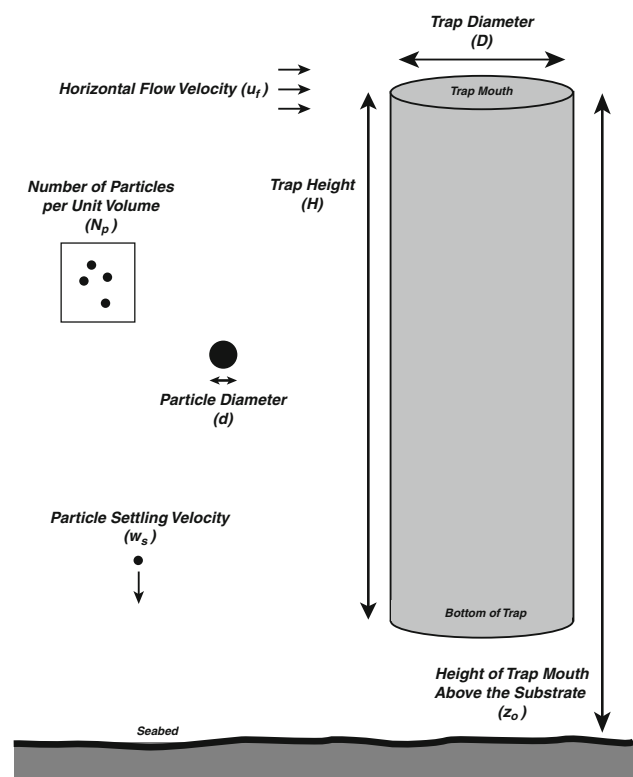 Trap Diameter
(D)
Horizontal Flow Velocity (u_f)
Trap Mouth
Trap Height
(H)
Number of Particles
per Unit Volume
(N_p)
Particle Diameter
(d)
Particle Settling Velocity
(w_s)
Bottom of Trap
Height of Trap Mouth
Above the Substrate
(z_o)
Seabed